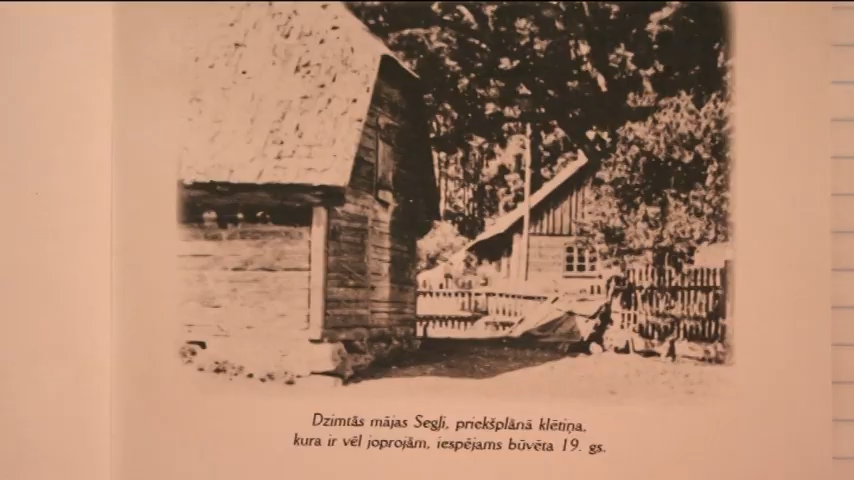 Dzimtās mājas Segļi, priekšplānā klētiņa,
kura ir vēl joprojām, iespējams būvēta 19. gs.